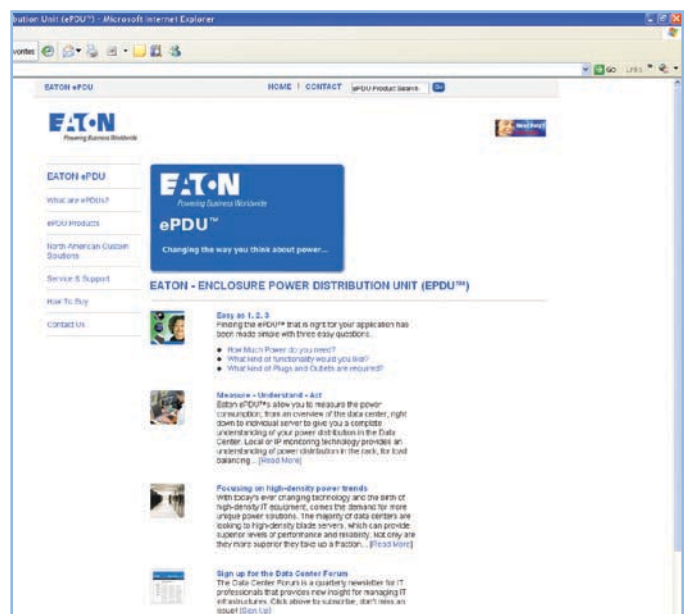 bution Unit (ePDU™) - Microsoft Internet Explorer
vorites
Go Links
EATON ePDU
HOME | CONTACT
ePDU Product Search
Go
EATON
Powering Business Worldwide
Need Help?
EATON ePDU
What are ePDUs?
ePDU Products
North American Custom
Solutions
Service & Support
How To Buy
Contact Us
EATON
Powering Business Worldwide
ePDU™
Changing the way you think about power...
EATON - ENCLOSURE POWER DISTRIBUTION UNIT (EPDU™)
Easy as 1, 2, 3
Finding the ePDU™ that is right for your application has
been made simple with three easy questions.
● How Much Power do you need?
● What kind of functionality would you like?
● What kind of Plugs and Outlets are required?
Measure - Understand - Act
Eaton ePDU™s allow you to measure the power
consumption, from an overview of the data center, right
down to individual server to give you a complete
understanding of your power distribution in the Data
Center. Local or IP monitoring technology provides an
understanding of power distribution in the rack, for load
balancing ... [Read More]
Focusing on high-density power trends
With today's ever changing technology and the birth of
high-density IT equipment, comes the demand for more
unique power solutions. The majority of data centers are
looking to high-density blade servers, which can provide
superior levels of performance and reliability. Not only are
they more superior they take up a fraction... [Read More]
Sign up for the Data Center Forum
The Data Center Forum is a quarterly newsletter for IT
professionals that provides new insight for managing IT
infrastructures. Click above to subscribe, don't miss an
issue! [Sign Up]